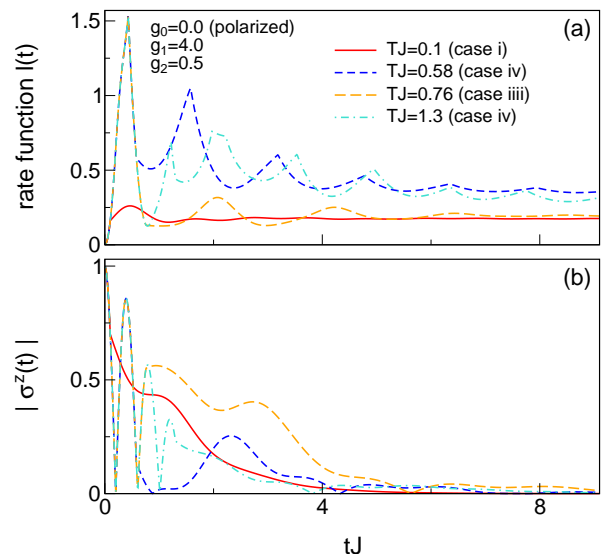 1.5
1
0.5
0
rate function l(t)
g₀=0.0 (polarized)
g₁=4.0
g₂=0.5
(a)
TJ=0.1 (case i)
TJ=0.58 (case iv)
TJ=0.76 (case iiii)
TJ=1.3 (case iv)
1
0.5
0
| σᶻ(t) |
(b)
0
4
8
tJ